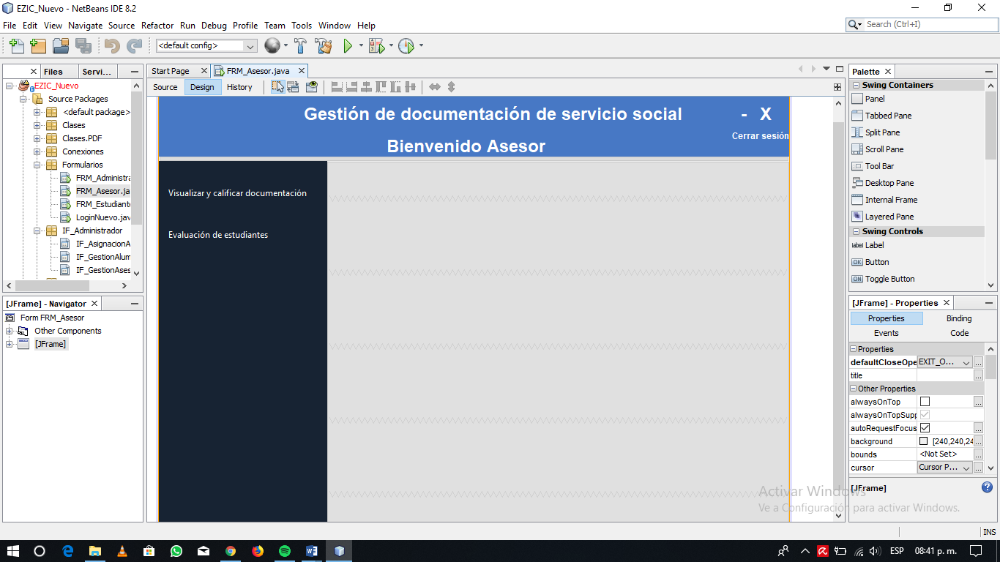 EZIC_Nuevo - NetBeans IDE 8.2
File Edit View Navigate Source Refactor Run Debug Profile Team Tools Window Help
Search (Ctrl+I)
<default config>
Files Servi...
EZIC_Nuevo
Source Packages
<default package>
Clases
Clases.PDF
Conexiones
Formularios
FRM_Administra
FRM_Asesor.ja
FRM_Estudiant
LoginNuevo.jav
IF_Administrador
IF_AsignacionA
IF_GestionAlum
IF_GestionAses
[JFrame] - Navigator
Form FRM_Asesor
Other Components
[JFrame]
Start Page FRM_Asesor.java
Source Design History
Gestión de documentación de servicio social - X
Cerrar sesión
Bienvenido Asesor
Visualizar y calificar documentación
Evaluación de estudiantes
Palette
Swing Containers
Panel
Tabbed Pane
Split Pane
Scroll Pane
Tool Bar
Desktop Pane
Internal Frame
Layered Pane
Swing Controls
Label
OK Button
ON Toggle Button
[JFrame] - Properties
Properties Binding
Events Code
Properties
defaultCloseOpe EXIT_O...
title
Other Properties
alwaysOnTop
alwaysOnTopSupp
autoRequestFocus
background [240,240,24
bounds <Not Set>
cursor Cursor P...
[JFrame]
Activar Windows
Ve a Configuración para activar Windows.
INS
ESP 08:41 p. m.